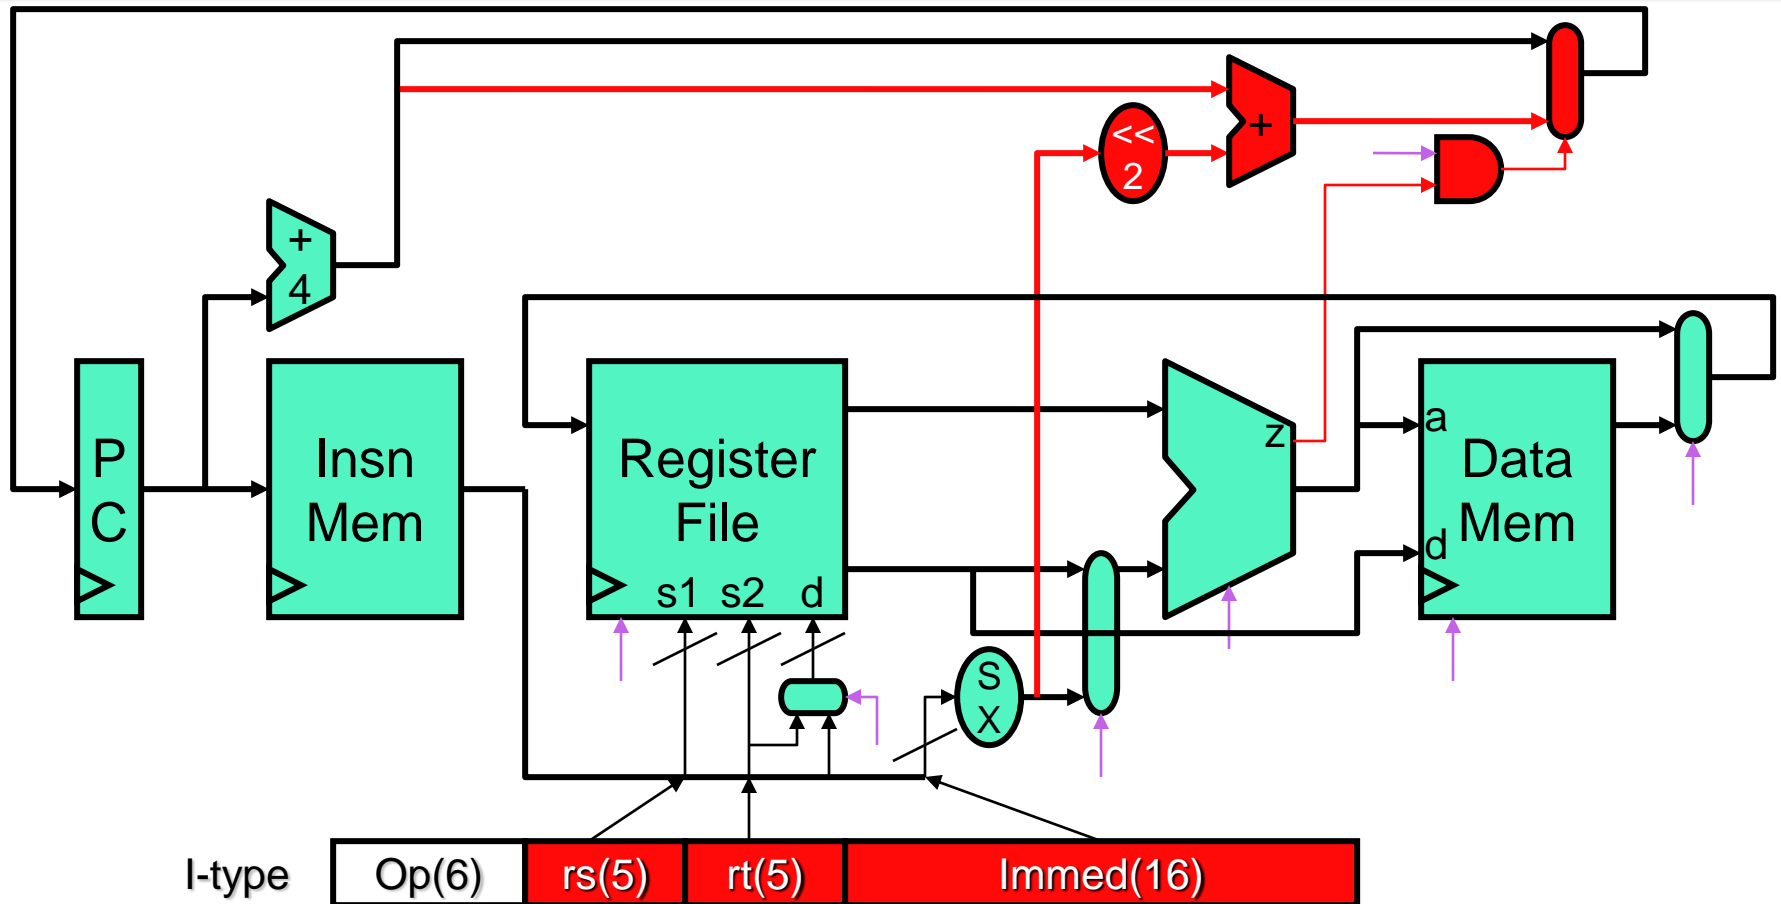 <<
2
+
+
4
P
C
Insn
Mem
Register
File
s1 s2 d
z
a
Data
Mem
d
S
X
I-type Op(6) rs(5) rt(5) Immed(16)